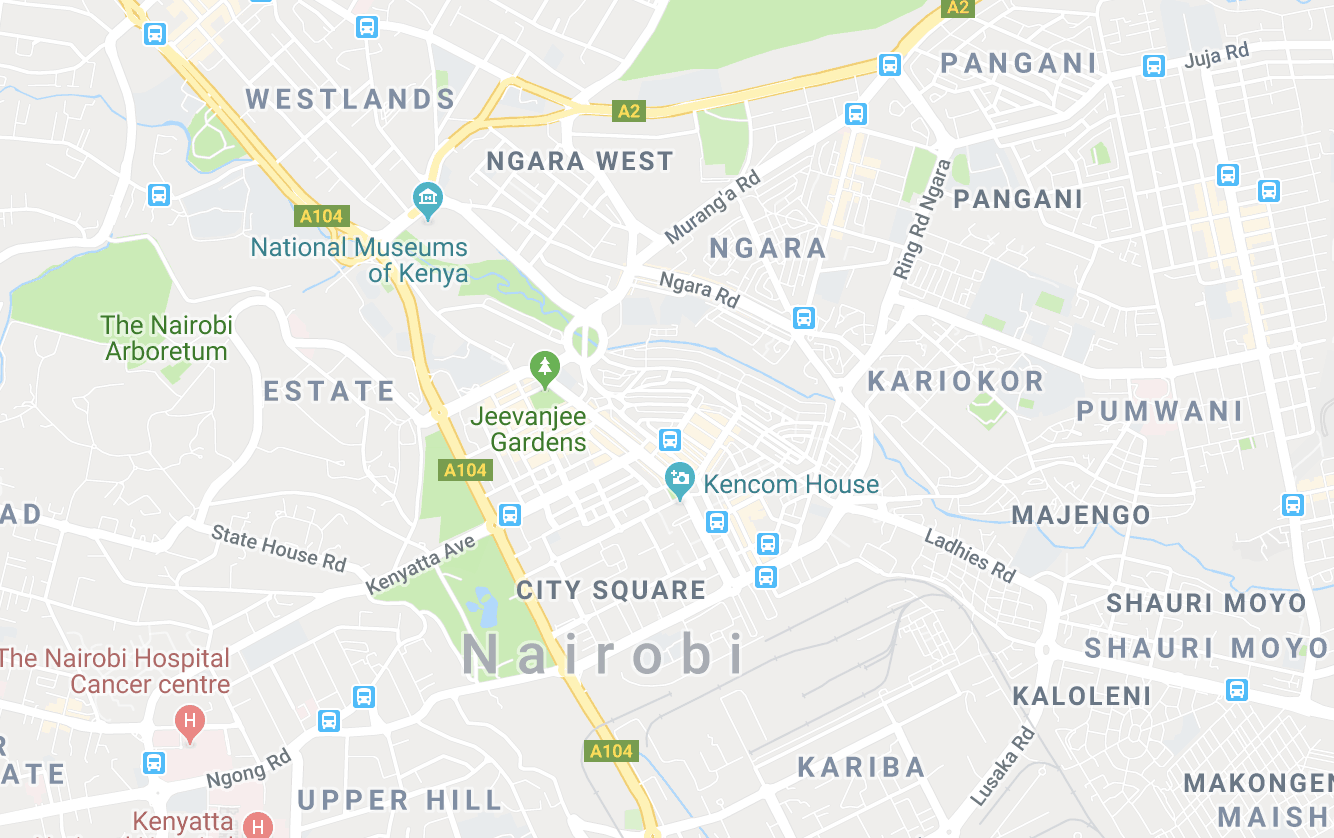 A2
PANGANI
Juja Rd
WESTLANDS
A2
NGARA WEST
Murang'a Rd
Ring Rd Ngara
PANGANI
A104
National Museums
of Kenya
NGARA
Ngara Rd
The Nairobi
Arboretum
ESTATE
KARIOKOR
PUMWANI
Jeevanjee
Gardens
A104
Kencom House
AD
MAJENGO
State House Rd
Kenyatta Ave
Ladhies Rd
CITY SQUARE
SHAURI MOYO
Nairobi
SHAURI MOYO
The Nairobi Hospital
Cancer centre
KALOLENI
H
R
ATE
A104
Ngong Rd
KARIBA
Lusaka Rd
UPPER HILL
MAKONGEN
MAISH
Kenyatta
H